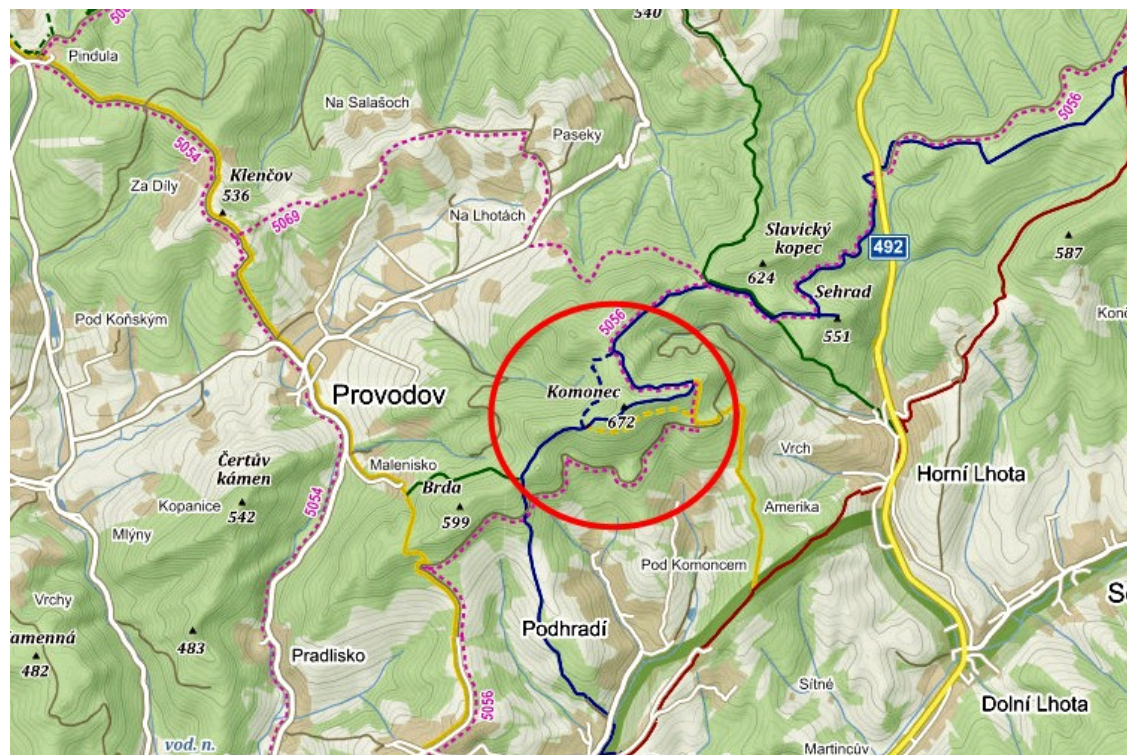 540
Pindula
Na Salašoch
Paseky
5056
5054
Za Díly
Klenčov
536
5069
Na Lhotách
Slavický
kopec
624
492
587
Sehrad
551
Pod Koňským
5056
Provodov
Komonec
672
Malenisko
Brda
599
Vrch
Horní Lhota
Čertův
kámen
542
Kopanice
5054
Mlýny
Amerika
Pod Komoncem
Vrchy
Podhradí
483
482
Pradlisko
5056
Sítné
Dolní Lhota
vod. n.
Martincův